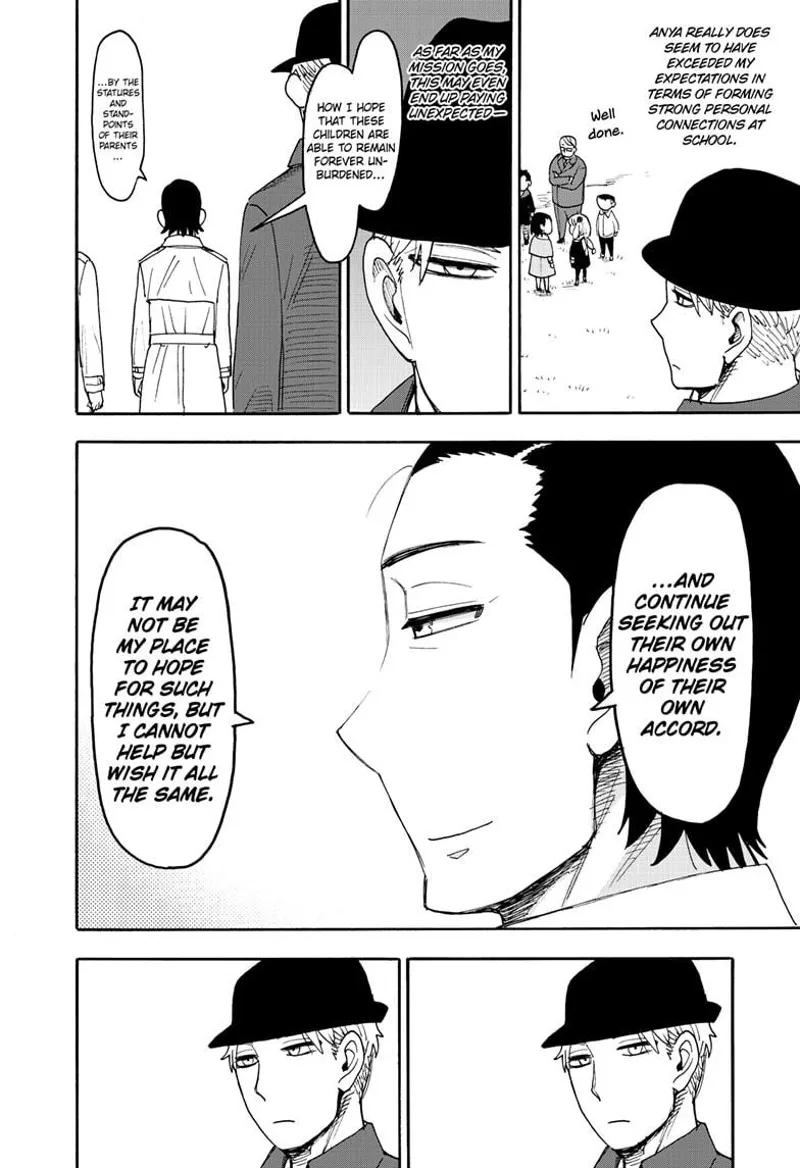 ANYA REALLY DOES
SEEM TO HAVE
EXCEEDED MY
EXPECTATIONS IN
TERMS OF FORMING
STRONG PERSONAL
CONNECTIONS AT
SCHOOL.
Well
done.
AS FAR AS MY
MISSION GOES,
THIS MAY EVEN
END UP PAYING
UNEXPECTED—
HOW I HOPE
THAT THESE
CHILDREN ARE
ABLE TO REMAIN
FOREVER UN-
BURDENED...
...BY THE
STATURES
AND
STAND-
POINTS
OF THEIR
PARENTS
...
...AND
CONTINUE
SEEKING OUT
THEIR OWN
HAPPINESS
OF THEIR
OWN
ACCORD.
IT MAY
NOT BE
MY PLACE
TO HOPE
FOR SUCH
THINGS, BUT
I CANNOT
HELP BUT
WISH IT ALL
THE SAME.